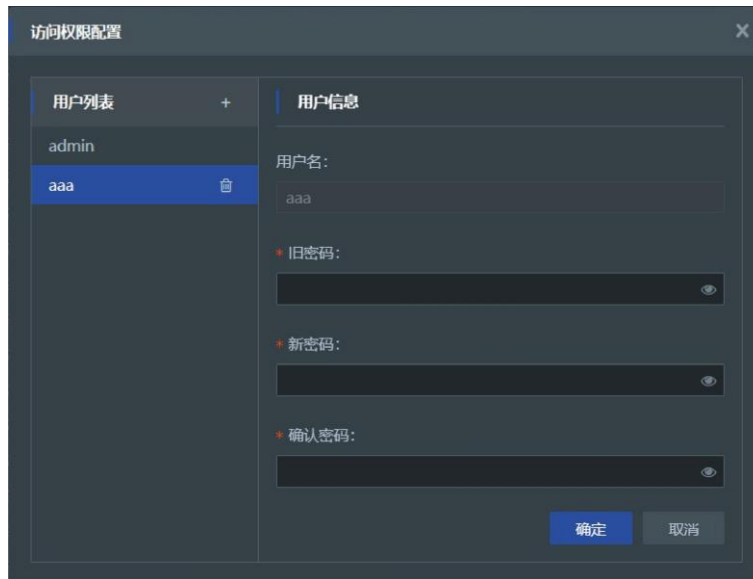 访问权限配置
用户列表
+
admin
aaa
用户信息
用户名:
aaa
* 旧密码:
* 新密码:
* 确认密码:
确定
取消